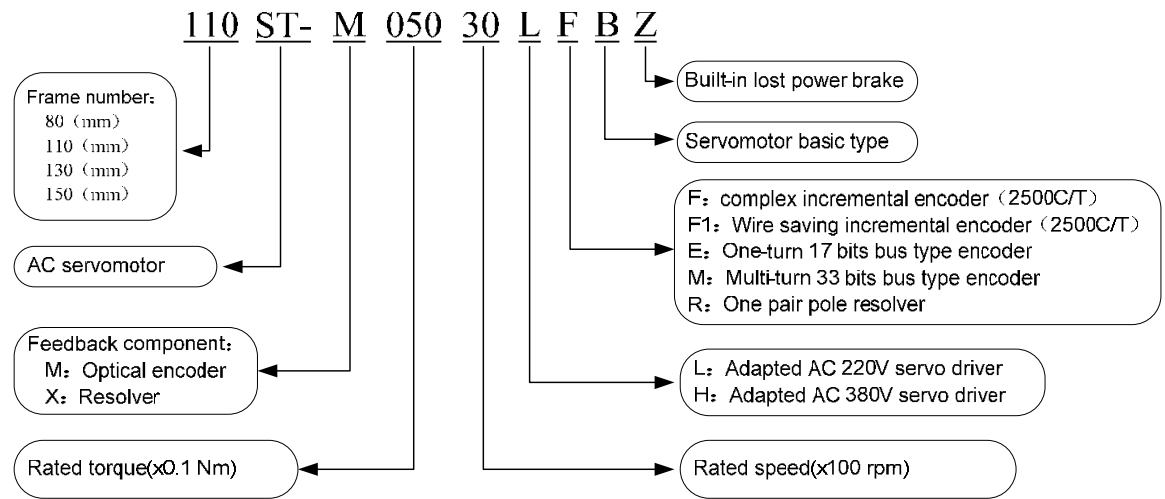 110 ST- M 050 30 L F B Z
Frame number：
80（mm）
110（mm）
130（mm）
150（mm）
AC servomotor
Feedback component：
M：Optical encoder
X：Resolver
Rated torque(x0.1 Nm)
Built-in lost power brake
Servomotor basic type
F：complex incremental encoder（2500C/T）
F1：Wire saving incremental encoder（2500C/T）
E：One-turn 17 bits bus type encoder
M：Multi-turn 33 bits bus type encoder
R：One pair pole resolver
L：Adapted AC 220V servo driver
H：Adapted AC 380V servo driver
Rated speed(x100 rpm)